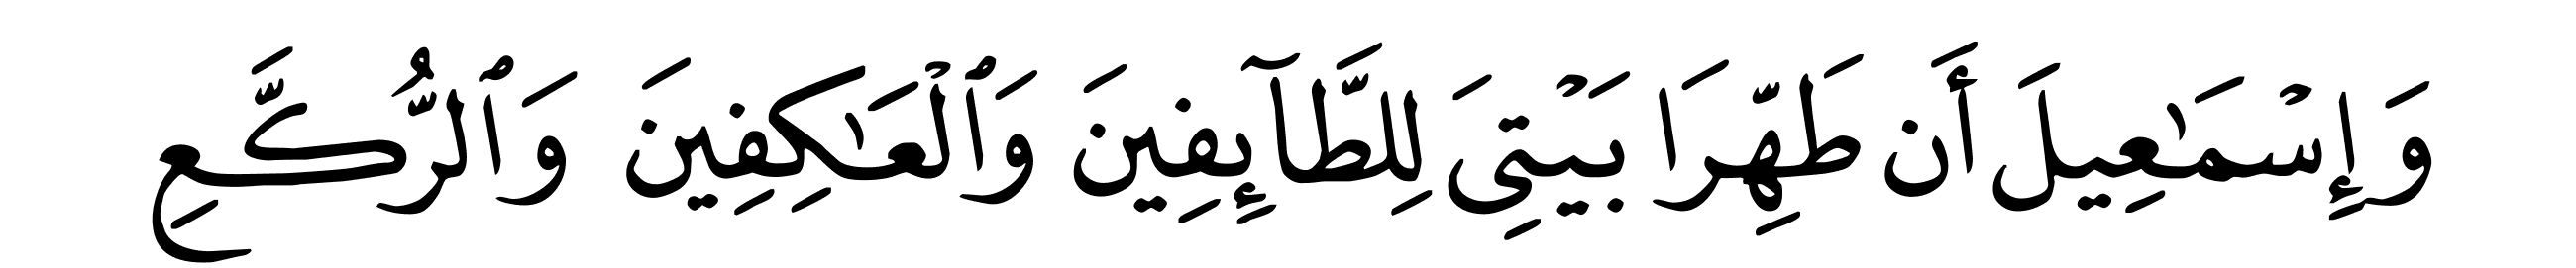 وَإِسْمَـٰعِيلَ أَن طَهِّرَا بَيْتِىَ لِلطَّآئِفِينَ وَٱلْعَـٰكِفِينَ وَٱلرُّكَّعِ